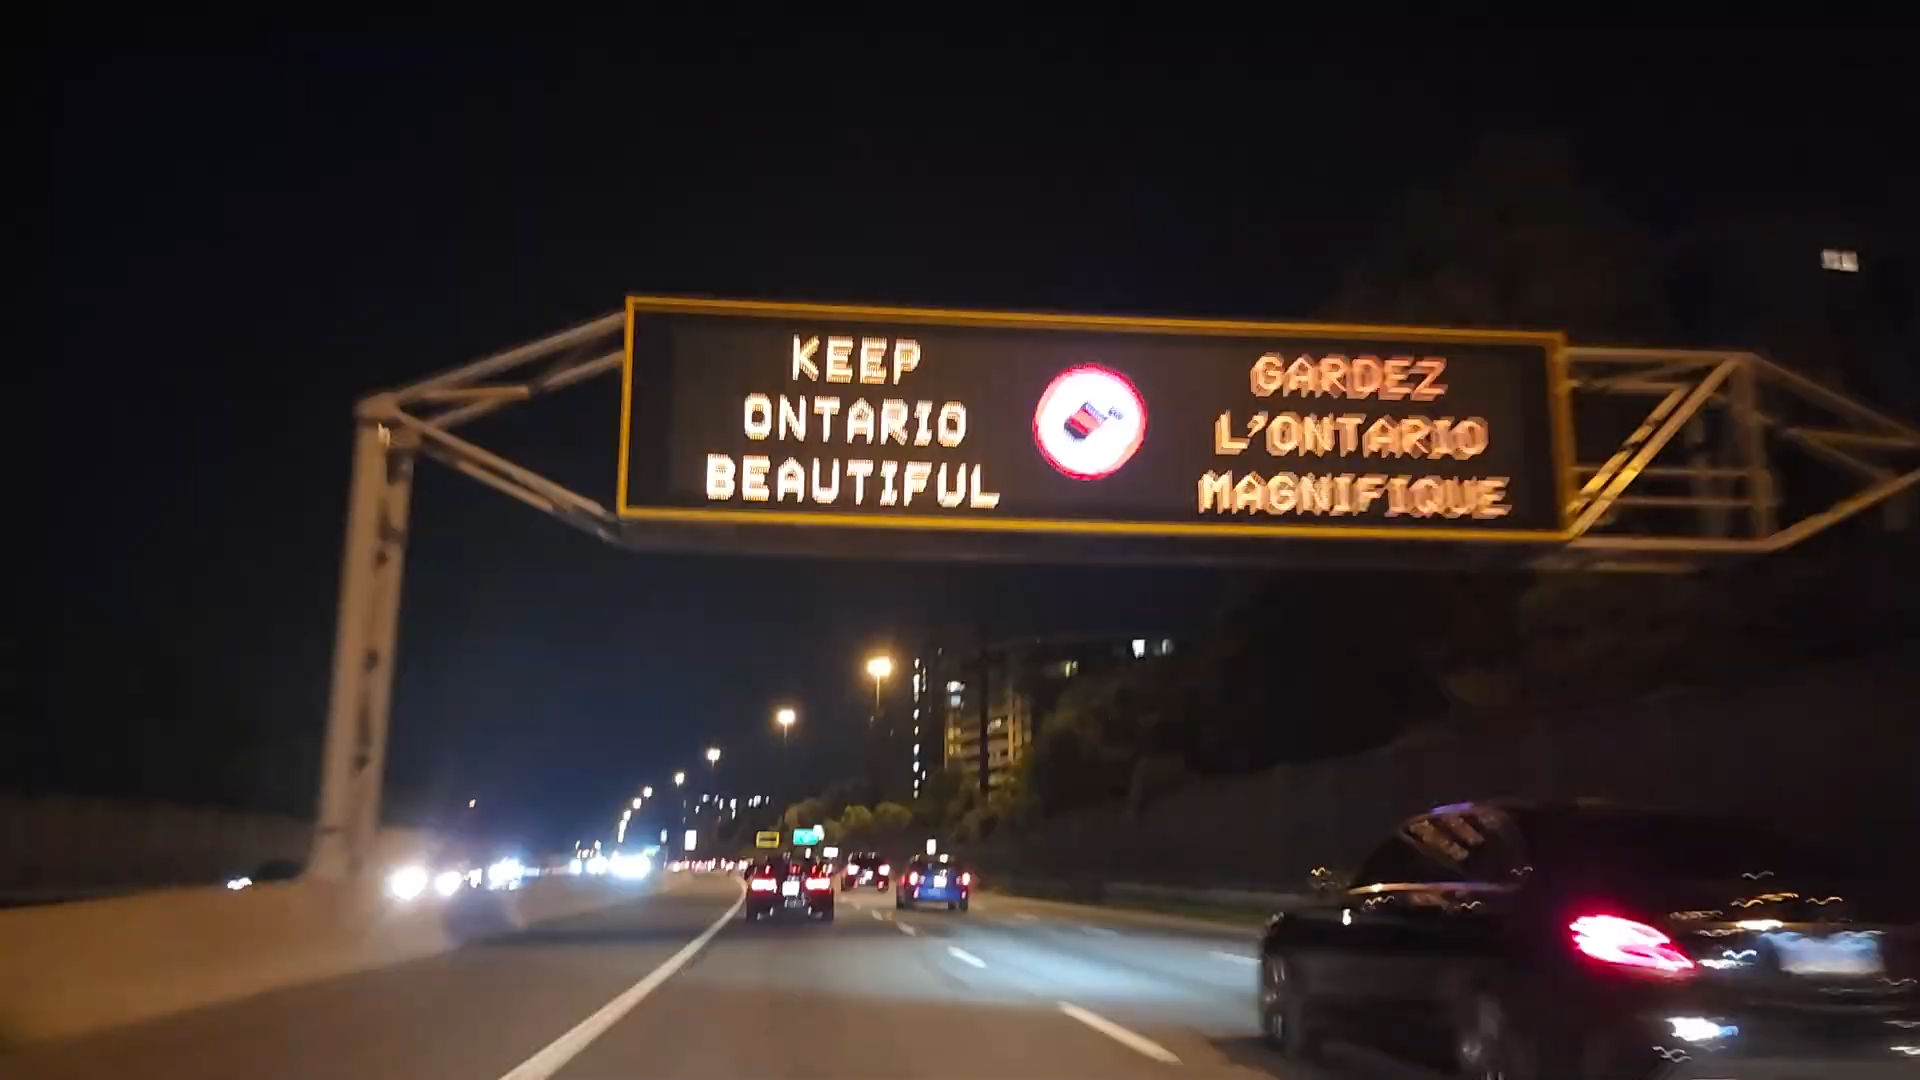 KEEP
ONTARIO
BEAUTIFUL
GARDEZ
L'ONTARIO
MAGNIFIQUE